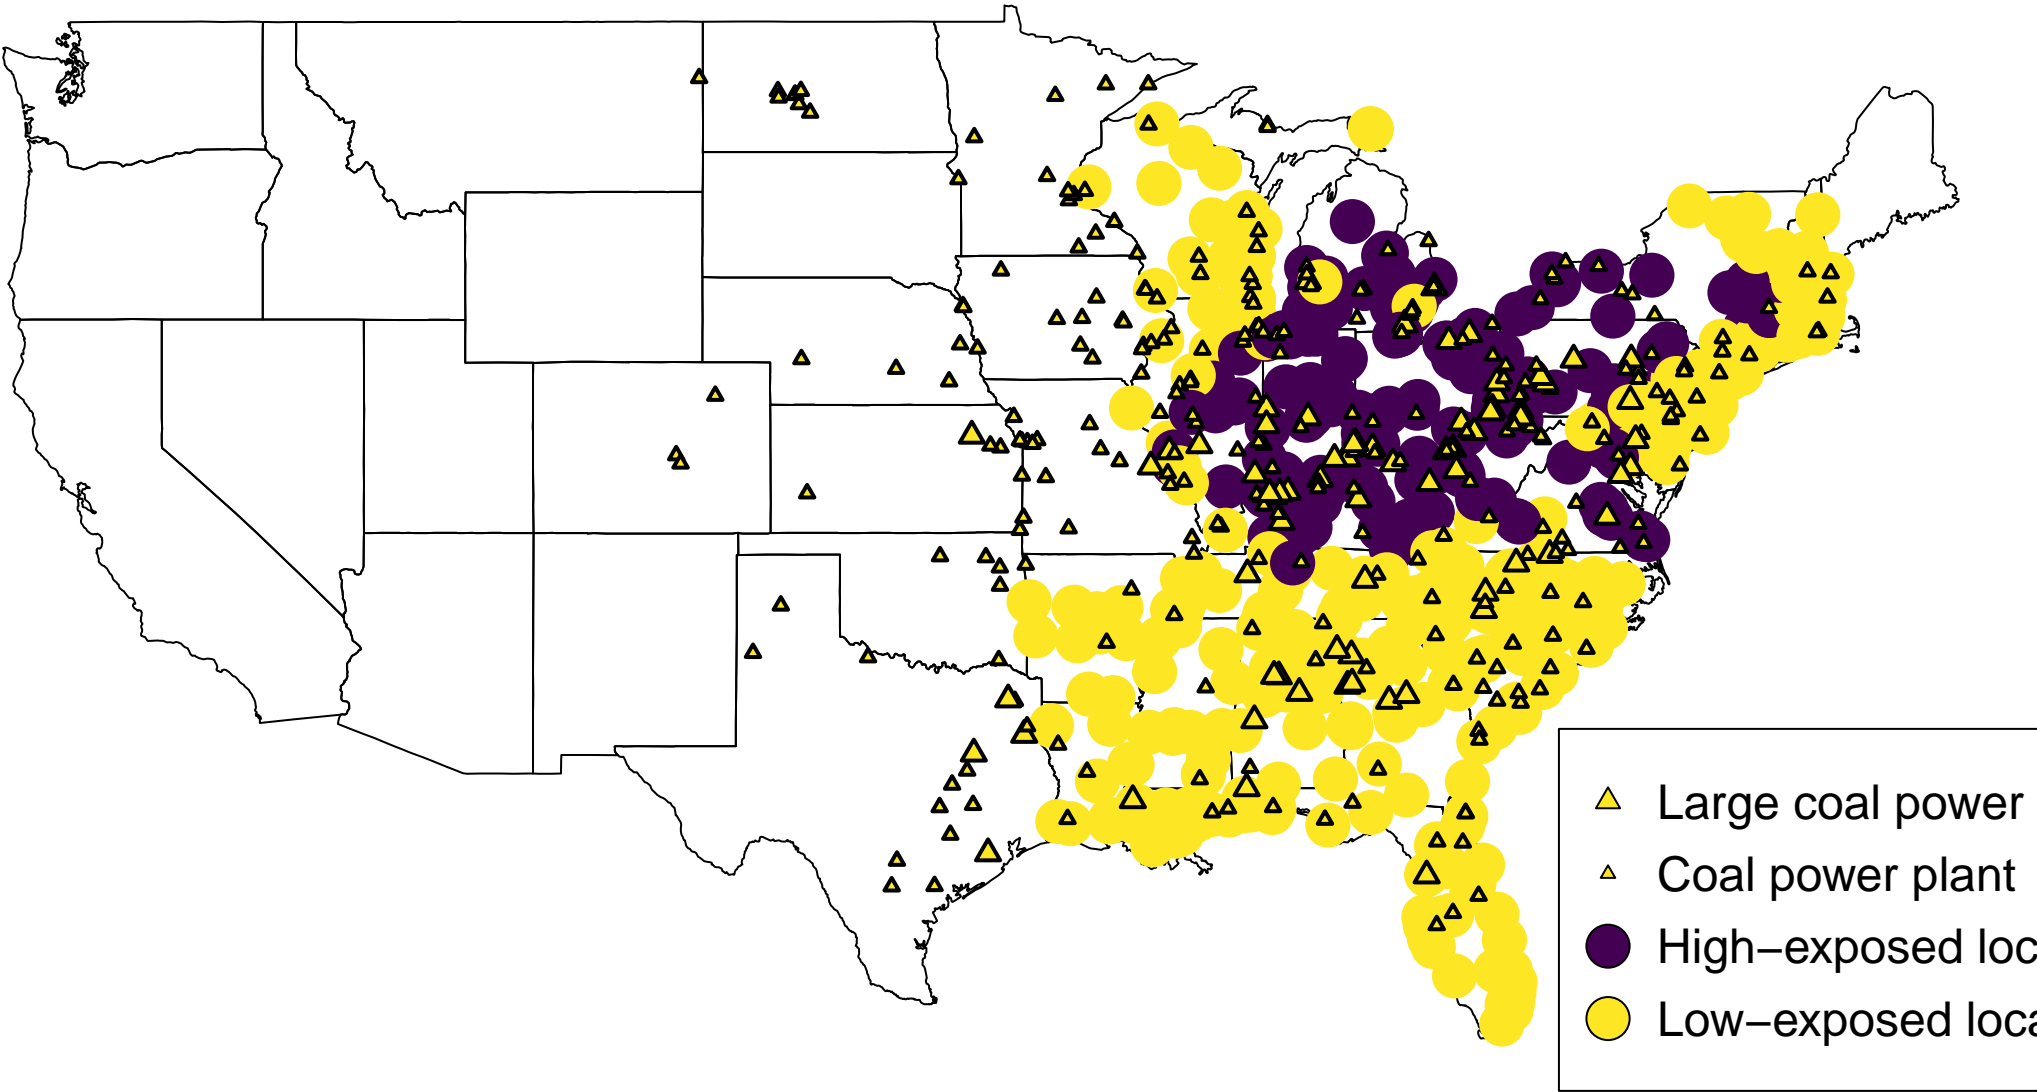 Large coal power
Coal power plant
High−exposed loc
Low−exposed loca